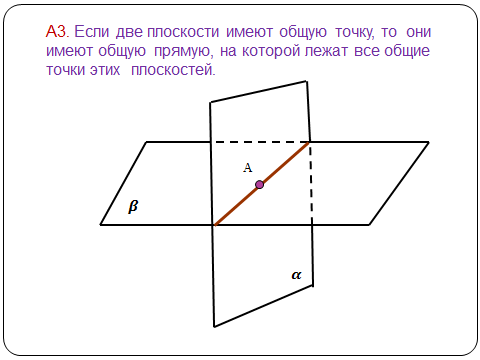 А3. Если две плоскости имеют общую точку, то они
имеют общую прямую, на которой лежат все общие
точки этих плоскостей.
А
β
α